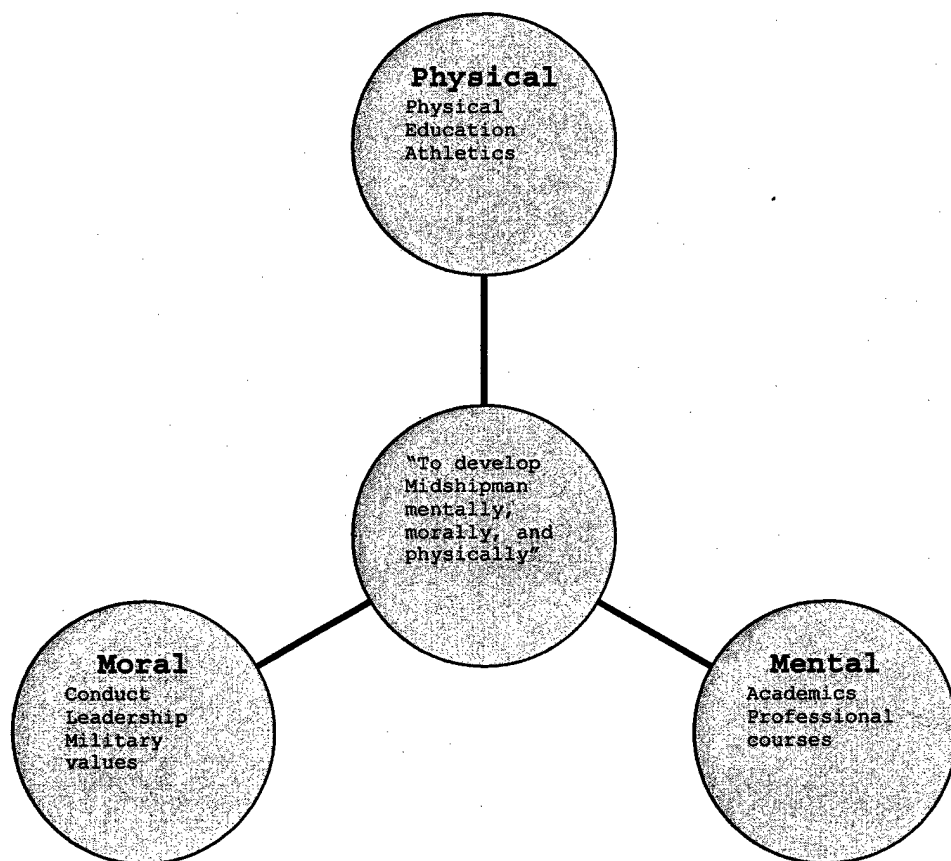 Physical
Physical
Education
Athletics
"To develop
Midshipman
mentally,
morally, and
physically"
Moral
Conduct
Leadership
Military
values
Mental
Academics
Professional
courses